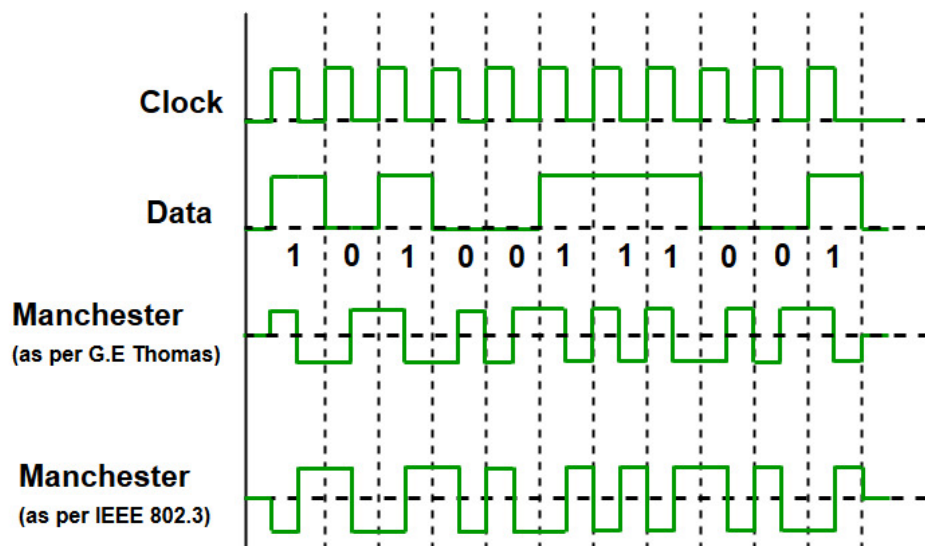 Clock
Data
1 0 1 0 0 1 1 1 0 0 1
Manchester
(as per G.E Thomas)
Manchester
(as per IEEE 802.3)